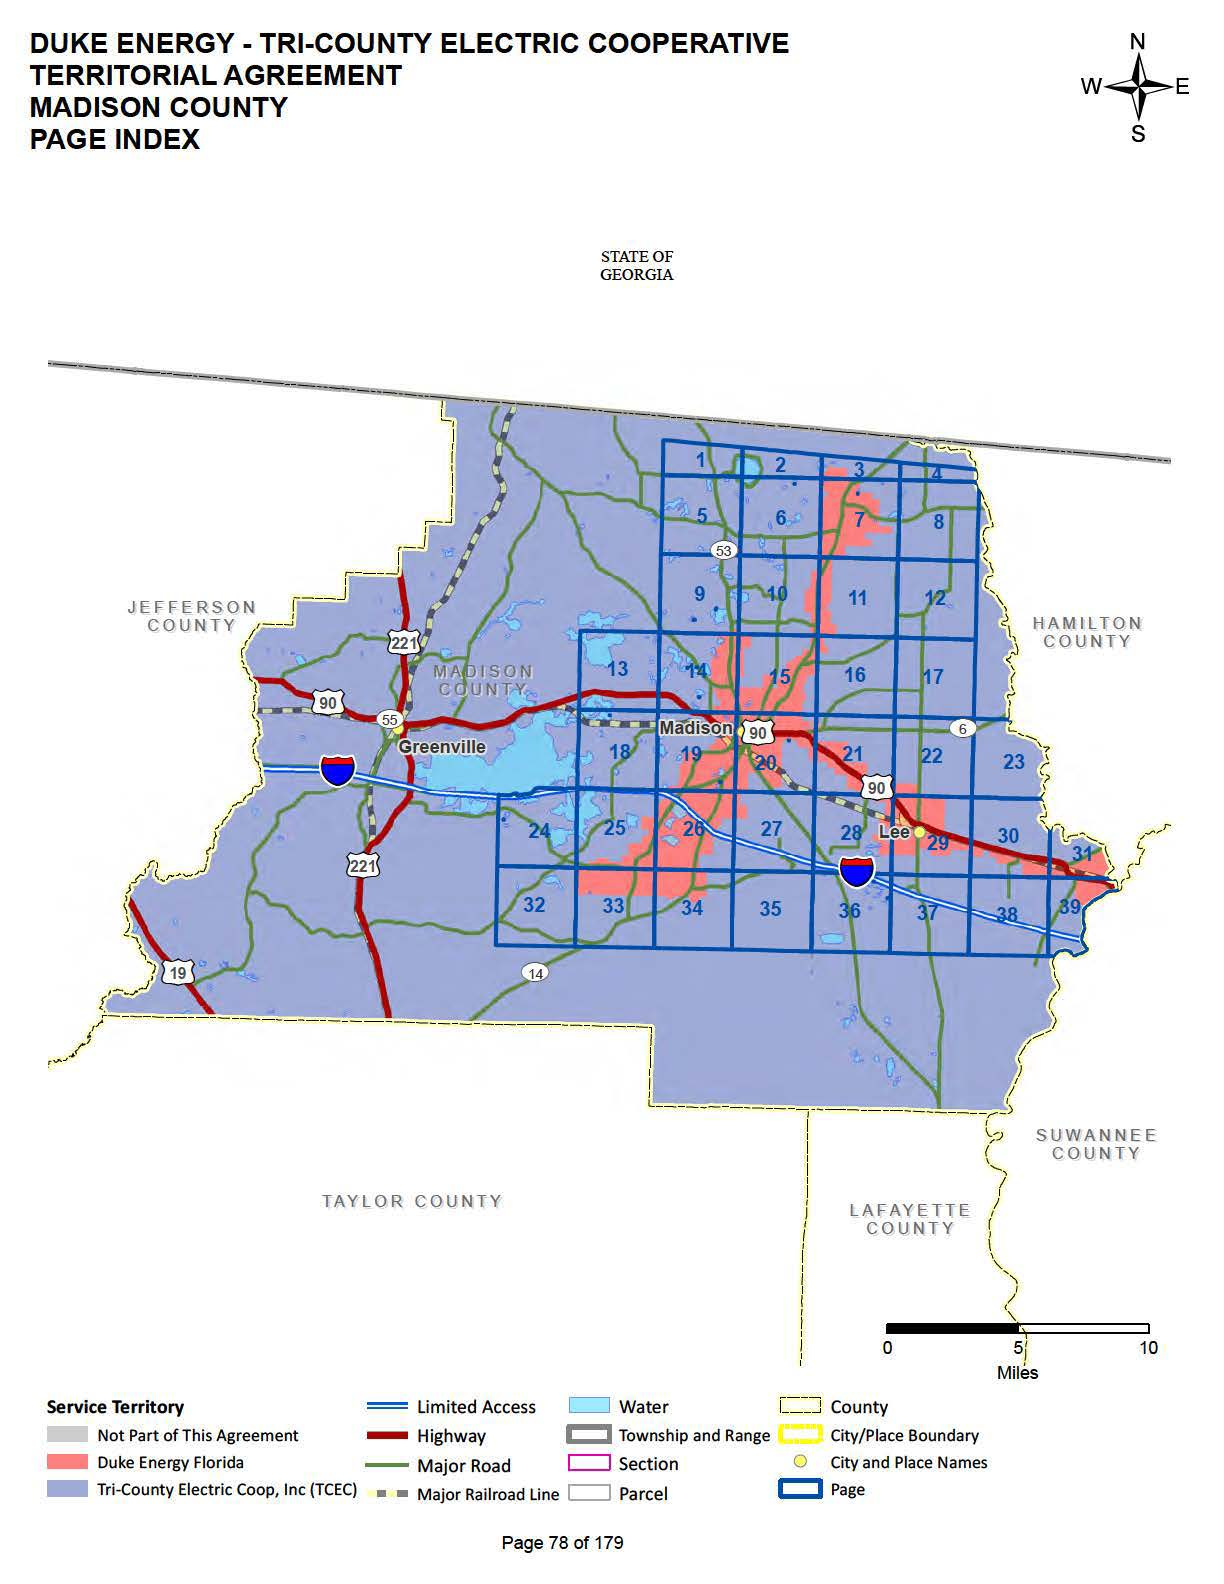 DUKE ENERGY - TRI-COUNTY ELECTRIC COOPERATIVE
TERRITORIAL AGREEMENT
MADISON COUNTY
PAGE INDEX
N
W E
S
STATE OF
GEORGIA
1 2 3 4
5 6 7 8
53
9 10 11 12
JEFFERSON
COUNTY
HAMILTON
COUNTY
221
MADISON
COUNTY
13 14 15 16 17
90
55
Greenville
Madison 90
6
18 19 20 21 22 23
90
24 25 26 27 28 Lee 29 30 31
221
32 33 34 35 36 37 38 39
19
14
SUWANNEE
COUNTY
TAYLOR COUNTY
LAFAYETTE
COUNTY
0 5 10
Miles
Service Territory
Not Part of This Agreement
Duke Energy Florida
Tri-County Electric Coop, Inc (TCEC)
Limited Access
Highway
Major Road
Major Railroad Line
Water
Township and Range
Section
Parcel
County
City/Place Boundary
City and Place Names
Page
Page 78 of 179